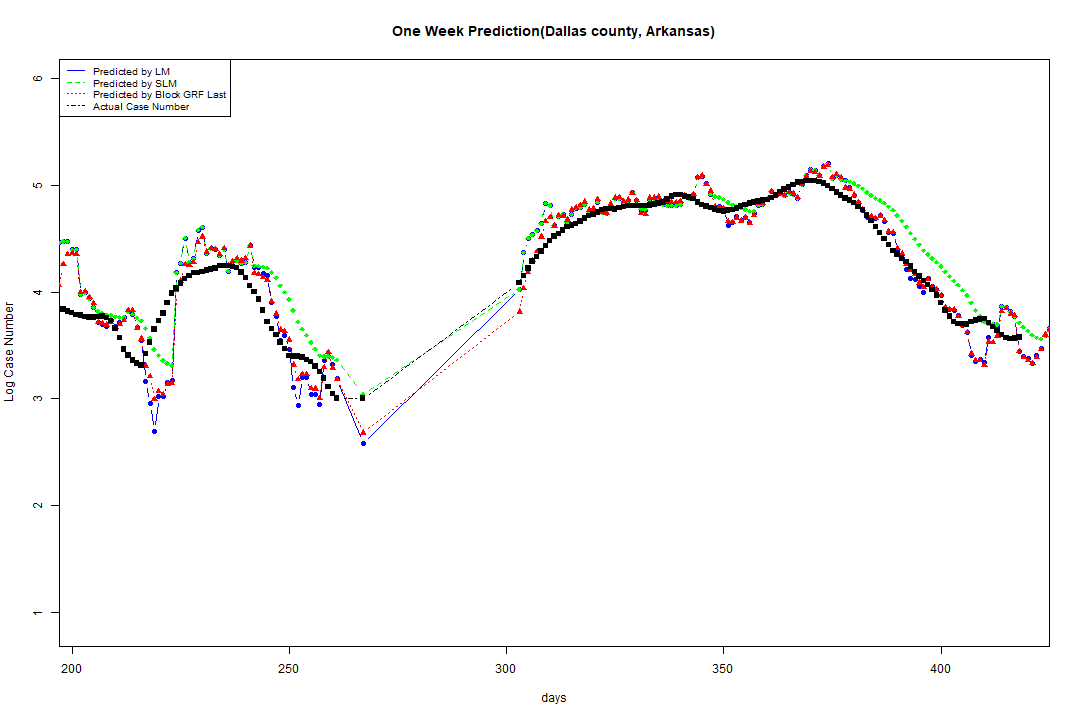 One Week Prediction(Dallas county, Arkansas)
Predicted by LM
Predicted by SLM
Predicted by Block GRF Last
Actual Case Number
Log Case Number
6
5
4
3
2
1
200 250 300 350 400
days